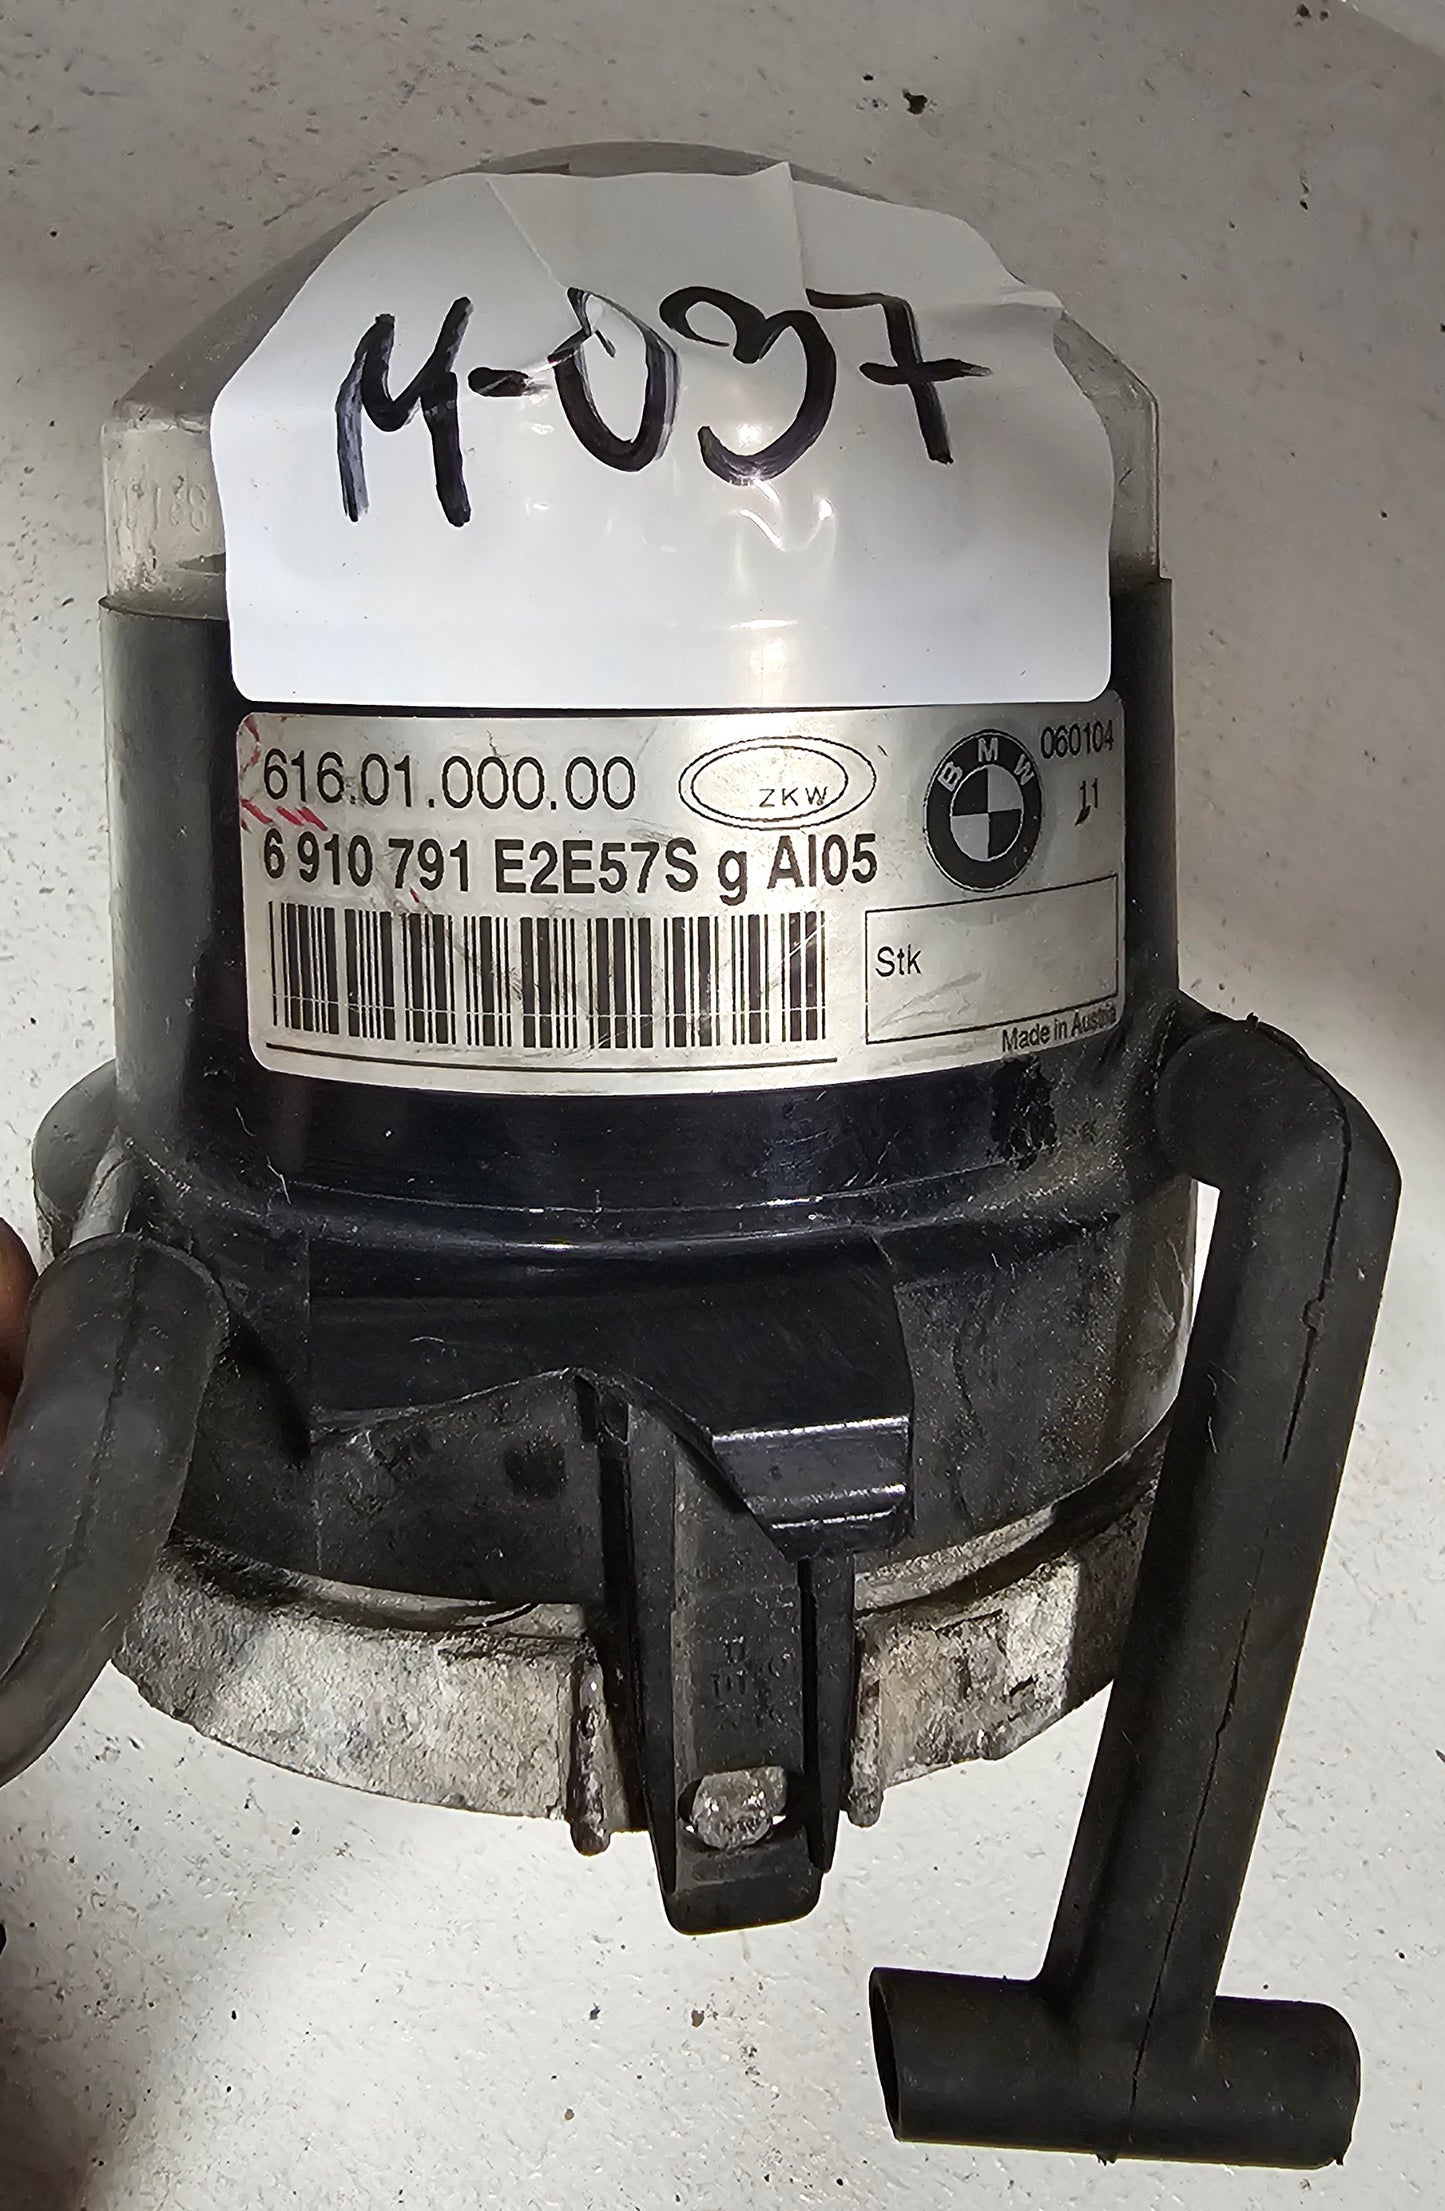 M-037
616.01.000.00
ZKW
BMW
060104
11
6 910 791 E2E57S g AI05
Stk
Made in Austria